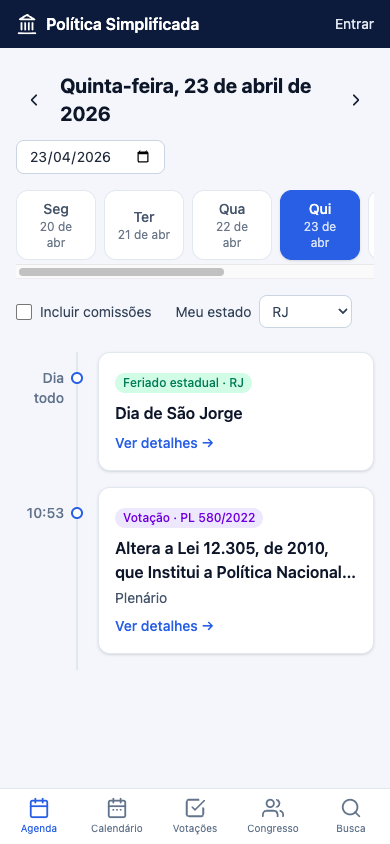 Política Simplificada
Entrar
Quinta-feira, 23 de abril de
2026
23/04/2026
Seg
20 de
abr
Ter
21 de abr
Qua
22 de
abr
Qui
23 de
abr
Incluir comissões
Meu estado
RJ
Dia
todo
Feriado estadual · RJ
Dia de São Jorge
Ver detalhes →
10:53
Votação · PL 580/2022
Altera a Lei 12.305, de 2010,
que Institui a Política Nacional...
Plenário
Ver detalhes →
Agenda
Calendário
Votações
Congresso
Busca